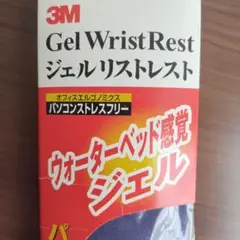 3M
Gel WristRest
ジェルリストレスト
オフィスエルゴノミクス
パソコンストレスフリー
ウォーターベッド感覚
ジェル
パ